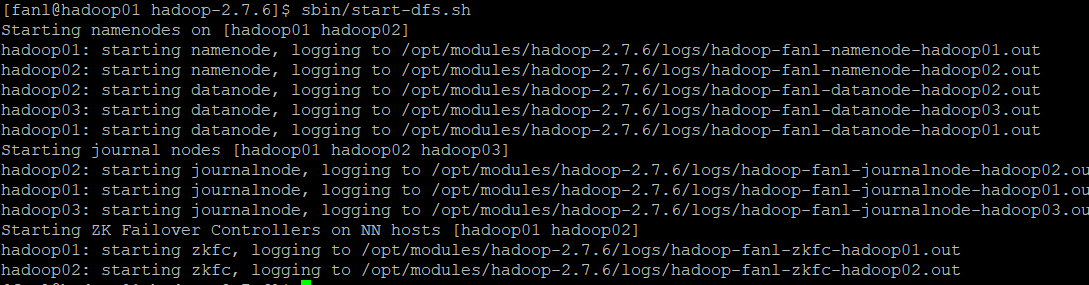 [fanl@hadoop01 hadoop-2.7.6]$ sbin/start-dfs.sh
Starting namenodes on [hadoop01 hadoop02]
hadoop01: starting namenode, logging to /opt/modules/hadoop-2.7.6/logs/hadoop-fanl-namenode-hadoop01.out
hadoop02: starting namenode, logging to /opt/modules/hadoop-2.7.6/logs/hadoop-fanl-namenode-hadoop02.out
hadoop02: starting datanode, logging to /opt/modules/hadoop-2.7.6/logs/hadoop-fanl-datanode-hadoop02.out
hadoop03: starting datanode, logging to /opt/modules/hadoop-2.7.6/logs/hadoop-fanl-datanode-hadoop03.out
hadoop01: starting datanode, logging to /opt/modules/hadoop-2.7.6/logs/hadoop-fanl-datanode-hadoop01.out
Starting journal nodes [hadoop01 hadoop02 hadoop03]
hadoop02: starting journalnode, logging to /opt/modules/hadoop-2.7.6/logs/hadoop-fanl-journalnode-hadoop02.ou
hadoop01: starting journalnode, logging to /opt/modules/hadoop-2.7.6/logs/hadoop-fanl-journalnode-hadoop01.ou
hadoop03: starting journalnode, logging to /opt/modules/hadoop-2.7.6/logs/hadoop-fanl-journalnode-hadoop03.ou
Starting ZK Failover Controllers on NN hosts [hadoop01 hadoop02]
hadoop01: starting zkfc, logging to /opt/modules/hadoop-2.7.6/logs/hadoop-fanl-zkfc-hadoop01.out
hadoop02: starting zkfc, logging to /opt/modules/hadoop-2.7.6/logs/hadoop-fanl-zkfc-hadoop02.out